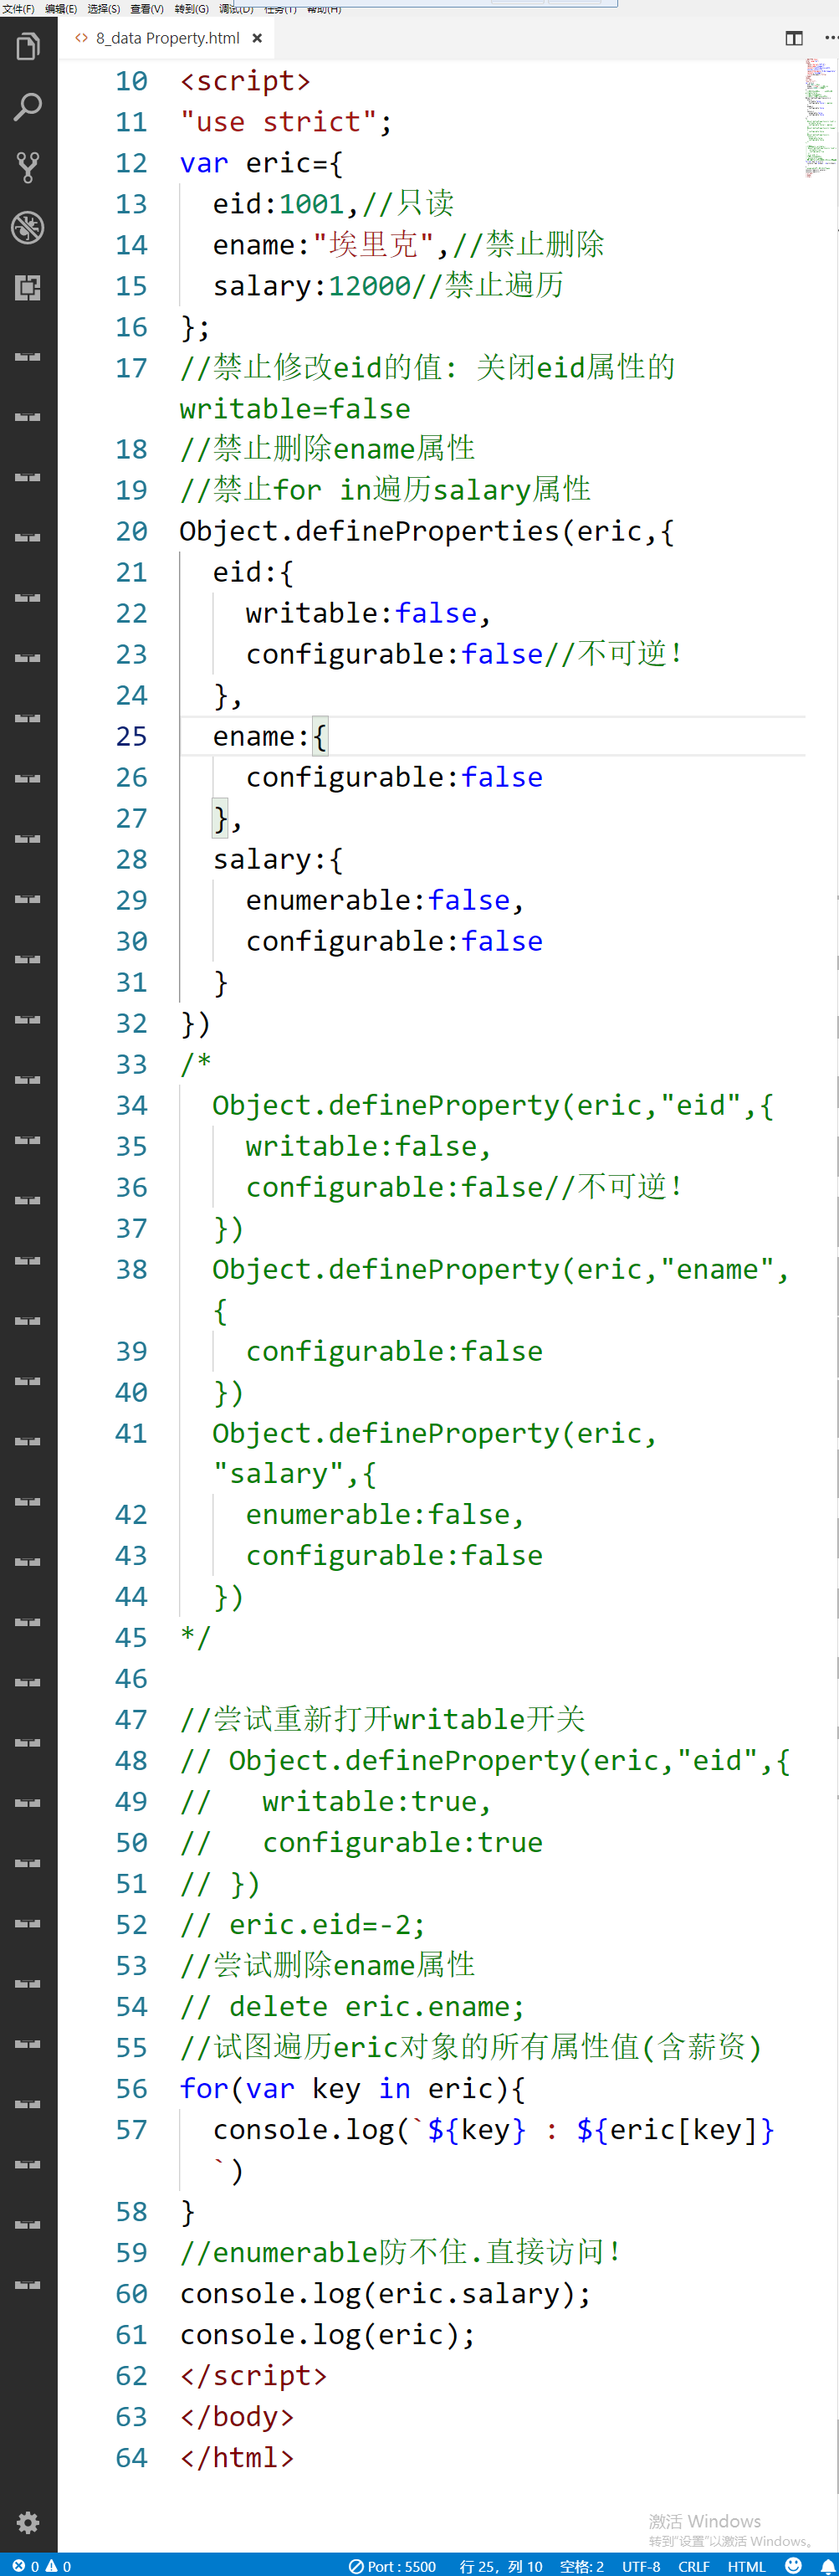 文件(F) 编辑(E) 选择(S) 查看(V) 转到(G) 调试(D) 任务(T) 帮助(H)
<> 8_data Property.html ×
10 <script>
11 "use strict";
12 var eric={
13   eid:1001,//只读
14   ename:"埃里克",//禁止删除
15   salary:12000//禁止遍历
16 };
17 //禁止修改eid的值: 关闭eid属性的
writable=false
18 //禁止删除ename属性
19 //禁止for in遍历salary属性
20 Object.defineProperties(eric,{
21   eid:{
22     writable:false,
23     configurable:false//不可逆!
24   },
25   ename:{
26     configurable:false
27   },
28   salary:{
29     enumerable:false,
30     configurable:false
31   }
32 })
33 /*
34   Object.defineProperty(eric,"eid",{
35     writable:false,
36     configurable:false//不可逆!
37   })
38   Object.defineProperty(eric,"ename",
{
39     configurable:false
40   })
41   Object.defineProperty(eric,
"salary",{
42     enumerable:false,
43     configurable:false
44   })
45 */
46
47 //尝试重新打开writable开关
48 // Object.defineProperty(eric,"eid",{
49 //   writable:true,
50 //   configurable:true
51 // })
52 // eric.eid=-2;
53 //尝试删除ename属性
54 // delete eric.ename;
55 //试图遍历eric对象的所有属性值(含薪资)
56 for(var key in eric){
57   console.log(`${key} : ${eric[key]}
`)
58 }
59 //enumerable防不住.直接访问!
60 console.log(eric.salary);
61 console.log(eric);
62 </script>
63 </body>
64 </html>
激活 Windows
转到"设置"以激活 Windows。
0 0 Port : 5500 行 25, 列 10 空格: 2 UTF-8 CRLF HTML